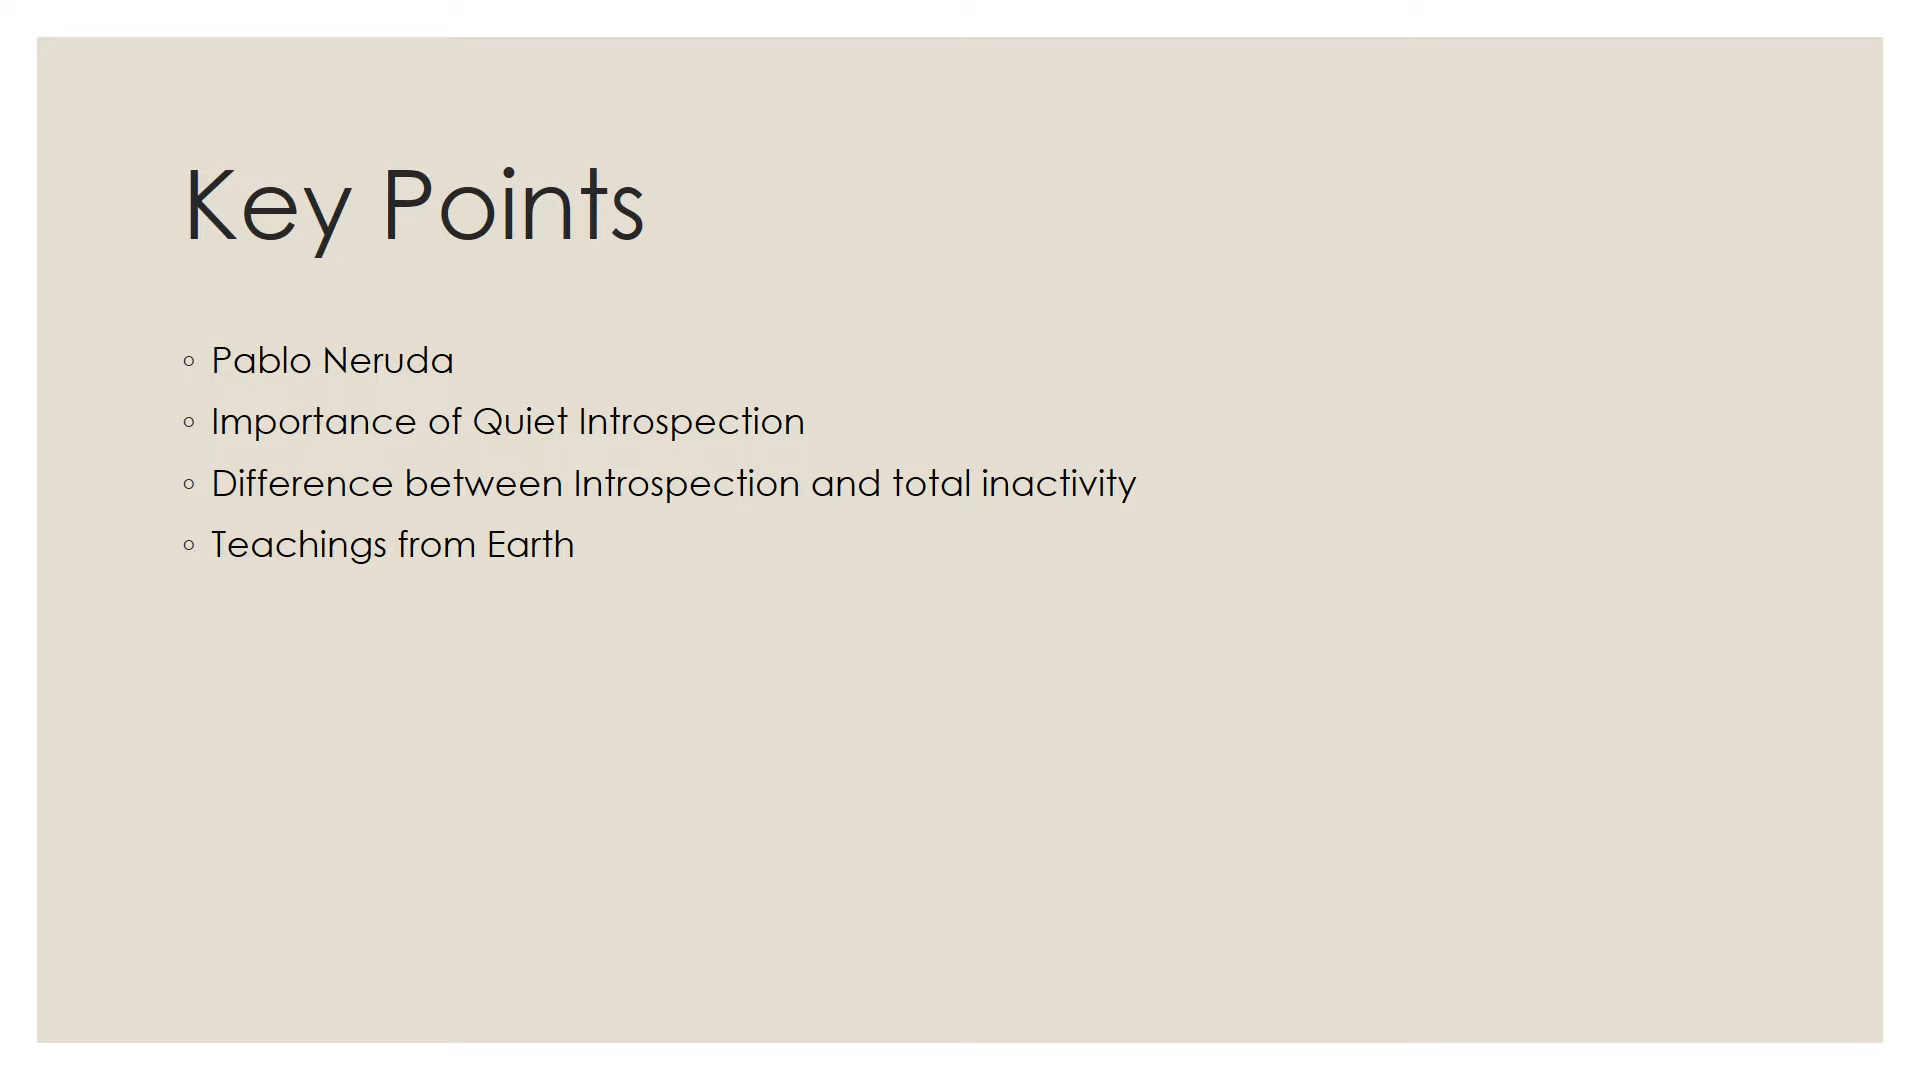 Key Points
◦ Pablo Neruda
◦ Importance of Quiet Introspection
◦ Difference between Introspection and total inactivity
◦ Teachings from Earth